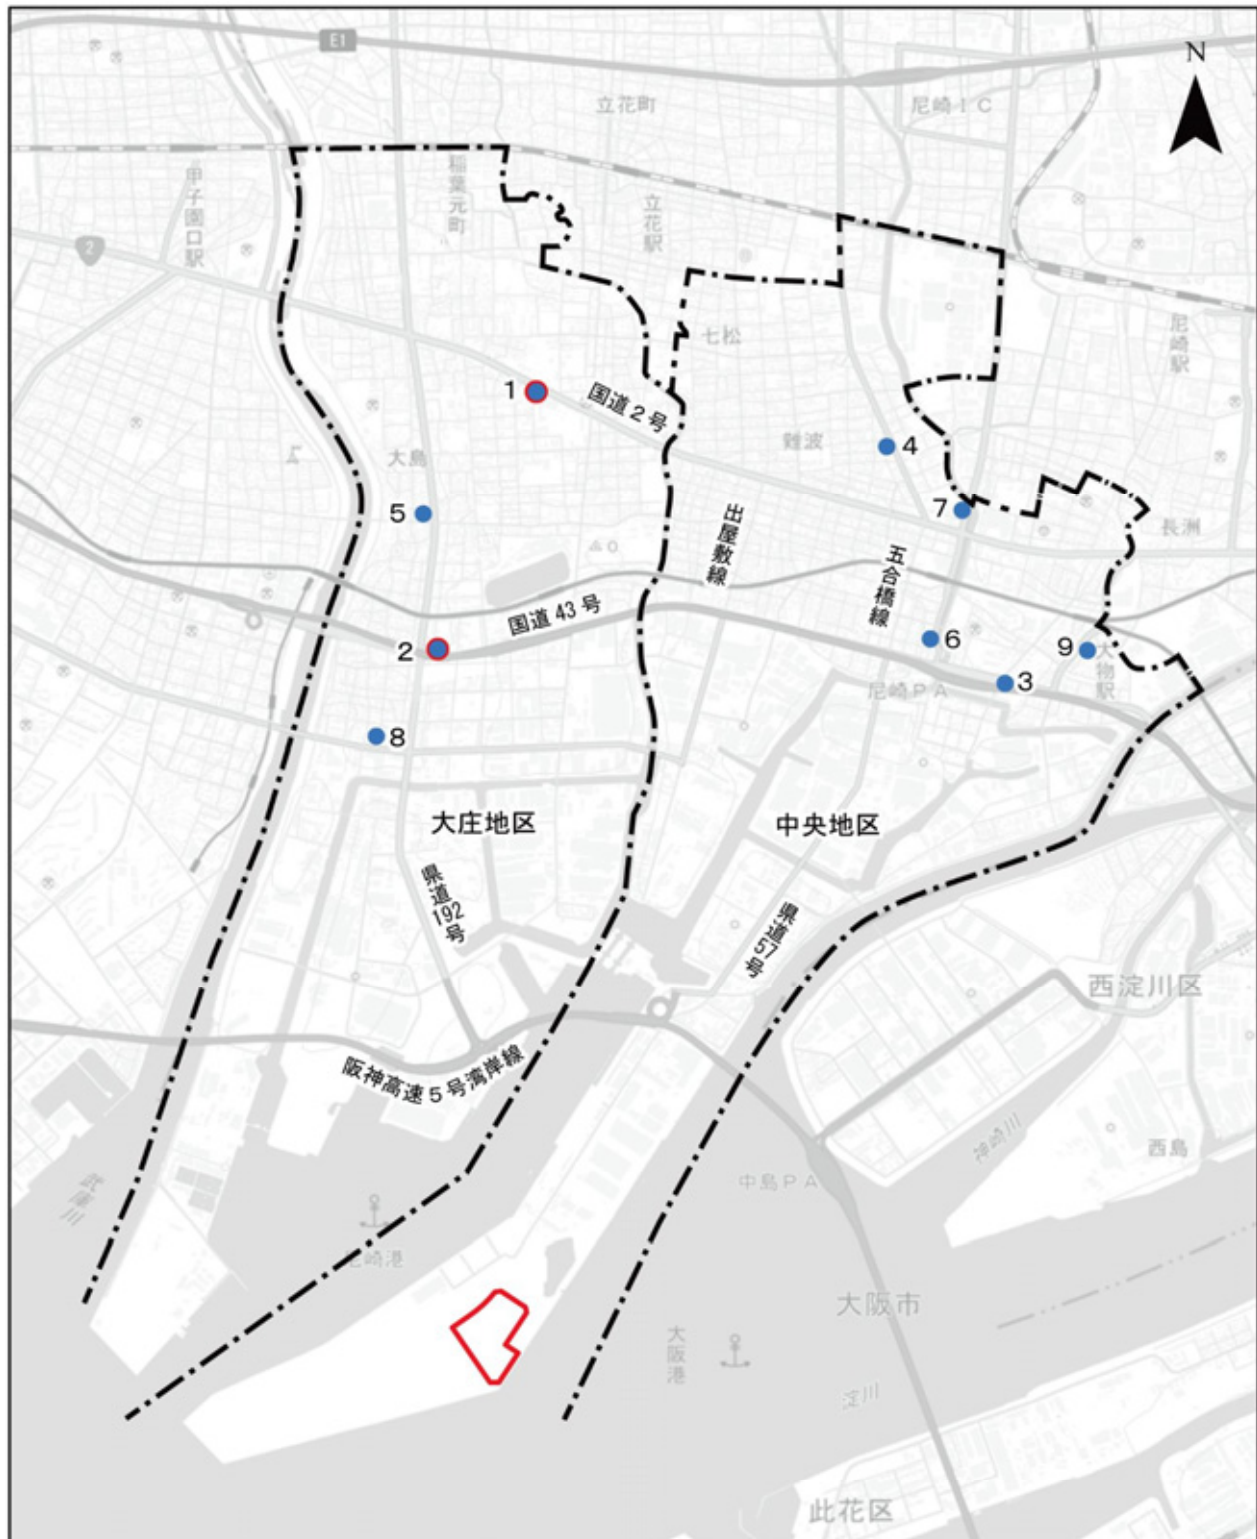 E1
N
立花町
尼崎IC
稲葉元町
甲子園口駅
立花駅
2
尼崎駅
七松
1
国道2号
難波
4
大島
5
7
出屋敷線
長洲
五合橋線
国道43号
2
6
9
大物駅
3
尼崎PA
8
大庄地区
中央地区
県道192号
県道57号
西淀川区
阪神高速5号湾岸線
神崎川
西島
中島PA
武庫川
尼崎港
大阪市
大阪港
淀川
此花区